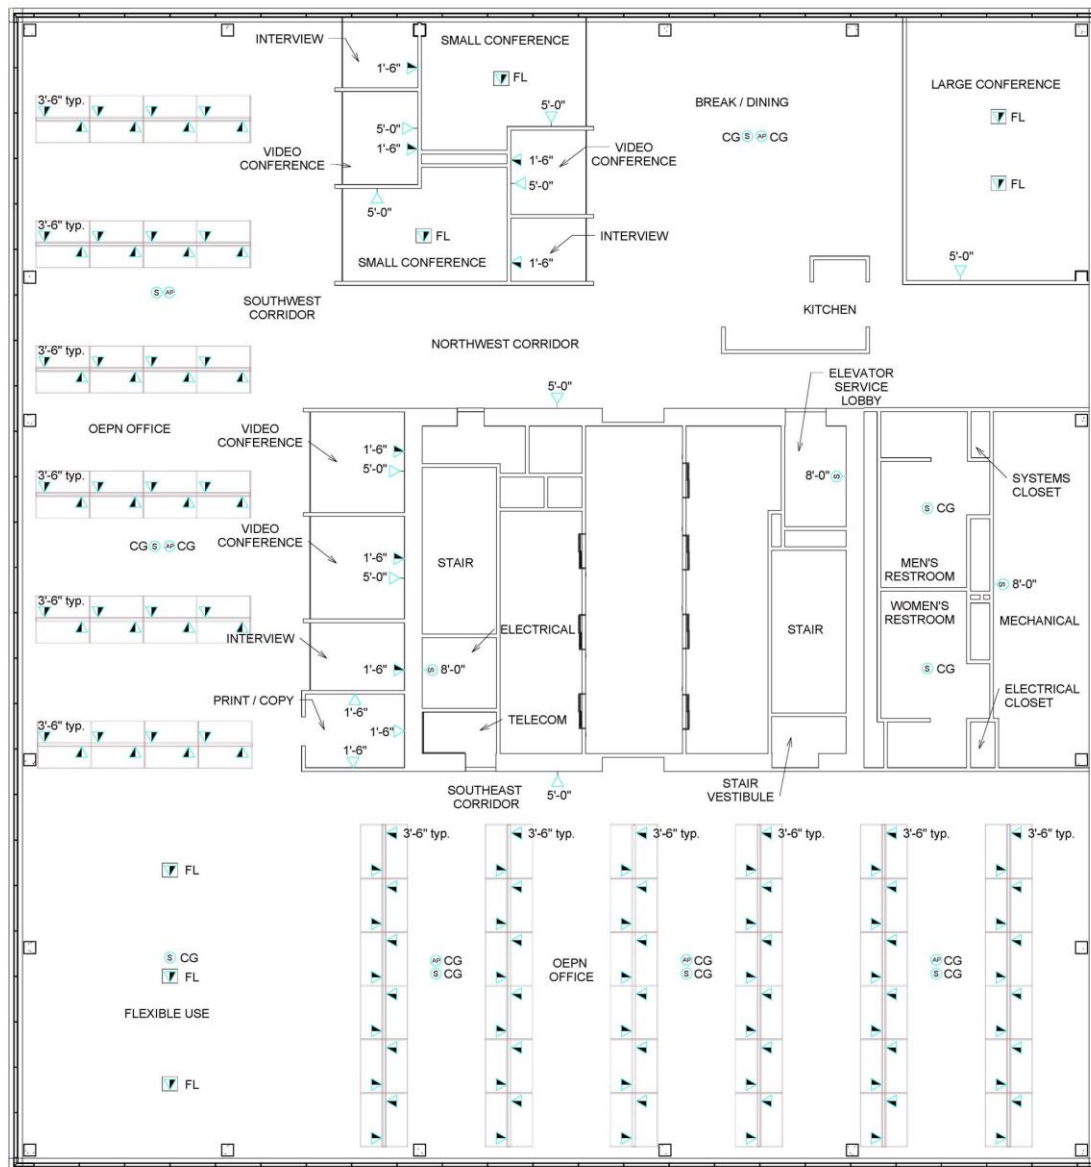 INTERVIEW
SMALL CONFERENCE
1'-6"
FL
BREAK / DINING
LARGE CONFERENCE
3'-6" typ.
5'-0"
FL
5'-0"
1'-6"
CG S AP CG
VIDEO
CONFERENCE
VIDEO
CONFERENCE
1'-6"
5'-0"
FL
5'-0"
3'-6" typ.
FL
INTERVIEW
SMALL CONFERENCE
1'-6"
5'-0"
S AP
SOUTHWEST
CORRIDOR
KITCHEN
NORTHWEST CORRIDOR
3'-6" typ.
ELEVATOR
SERVICE
LOBBY
5'-0"
OEPN OFFICE
VIDEO
CONFERENCE
1'-6"
5'-0"
3'-6" typ.
8'-0" S
SYSTEMS
CLOSET
S CG
VIDEO
CONFERENCE
CG S AP CG
1'-6"
5'-0"
STAIR
MEN'S
RESTROOM
S 8'-0"
3'-6" typ.
WOMEN'S
RESTROOM
MECHANICAL
INTERVIEW
ELECTRICAL
STAIR
1'-6"
S 8'-0"
S CG
PRINT / COPY
1'-6"
1'-6"
1'-6"
TELECOM
ELECTRICAL
CLOSET
3'-6" typ.
SOUTHEAST
CORRIDOR
5'-0"
STAIR
VESTIBULE
3'-6" typ.
3'-6" typ.
3'-6" typ.
3'-6" typ.
3'-6" typ.
3'-6" typ.
FL
S CG
FL
AP CG
S CG
OEPN
OFFICE
AP CG
S CG
AP CG
S CG
FLEXIBLE USE
FL